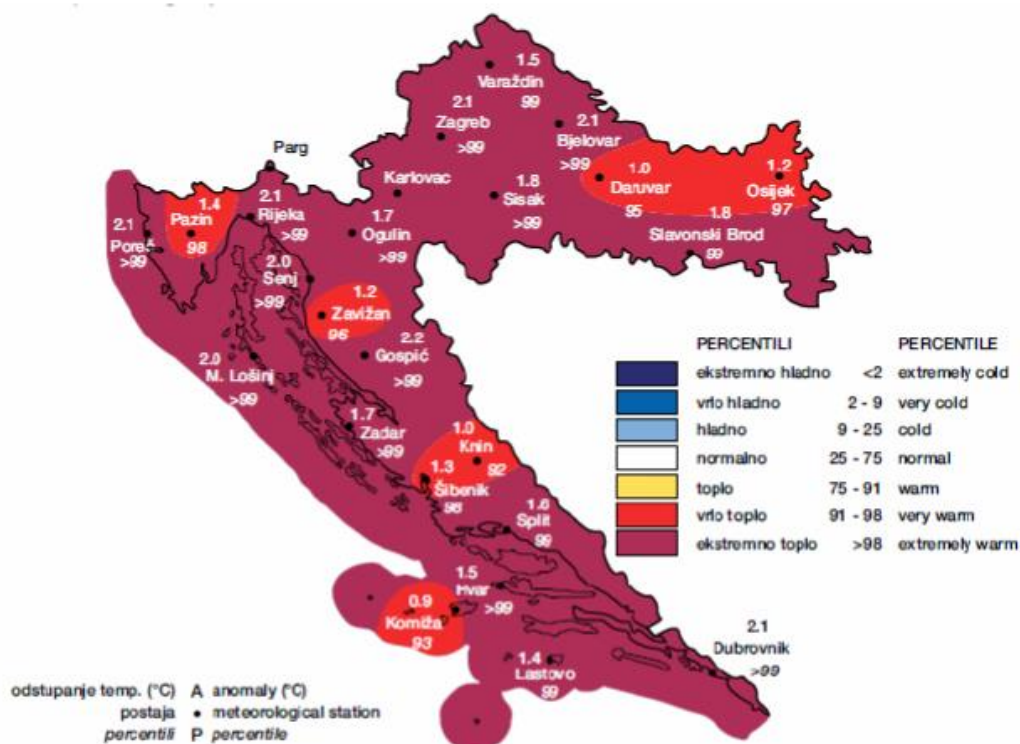 1.5
Varaždin
99
2.1
Zagreb
>99
2.1
Bjelovar
>99
Parg
Karlovac
1.8
Sisak
>99
1.0
Daruvar
95
1.2
Osijek
97
1.8
Slavonski Brod
99
2.1
Poreč
>99
1.4
Pazin
98
2.1
Rijeka
>99
1.7
Ogulin
>99
2.0
Senj
>99
1.2
Zavižan
96
2.2
Gospić
>99
2.0
M. Lošinj
>99
1.7
Zadar
>99
1.0
Knin
92
1.3
Šibenik
Split
99
1.5
Hvar
>99
0.9
Komiža
93
1.4
Lastovo
99
2.1
Dubrovnik
>99
PERCENTILI PERCENTILE
ekstremno hladno <2 extremely cold
vrlo hladno 2 - 9 very cold
hladno 9 - 25 cold
normalno 25 - 75 normal
toplo 75 - 91 warm
vrlo toplo 91 - 98 very warm
ekstremno toplo >98 extremely warm
odstupanje temp. (°C) A anomaly (°C)
postaja • meteorological station
percentili P percentile